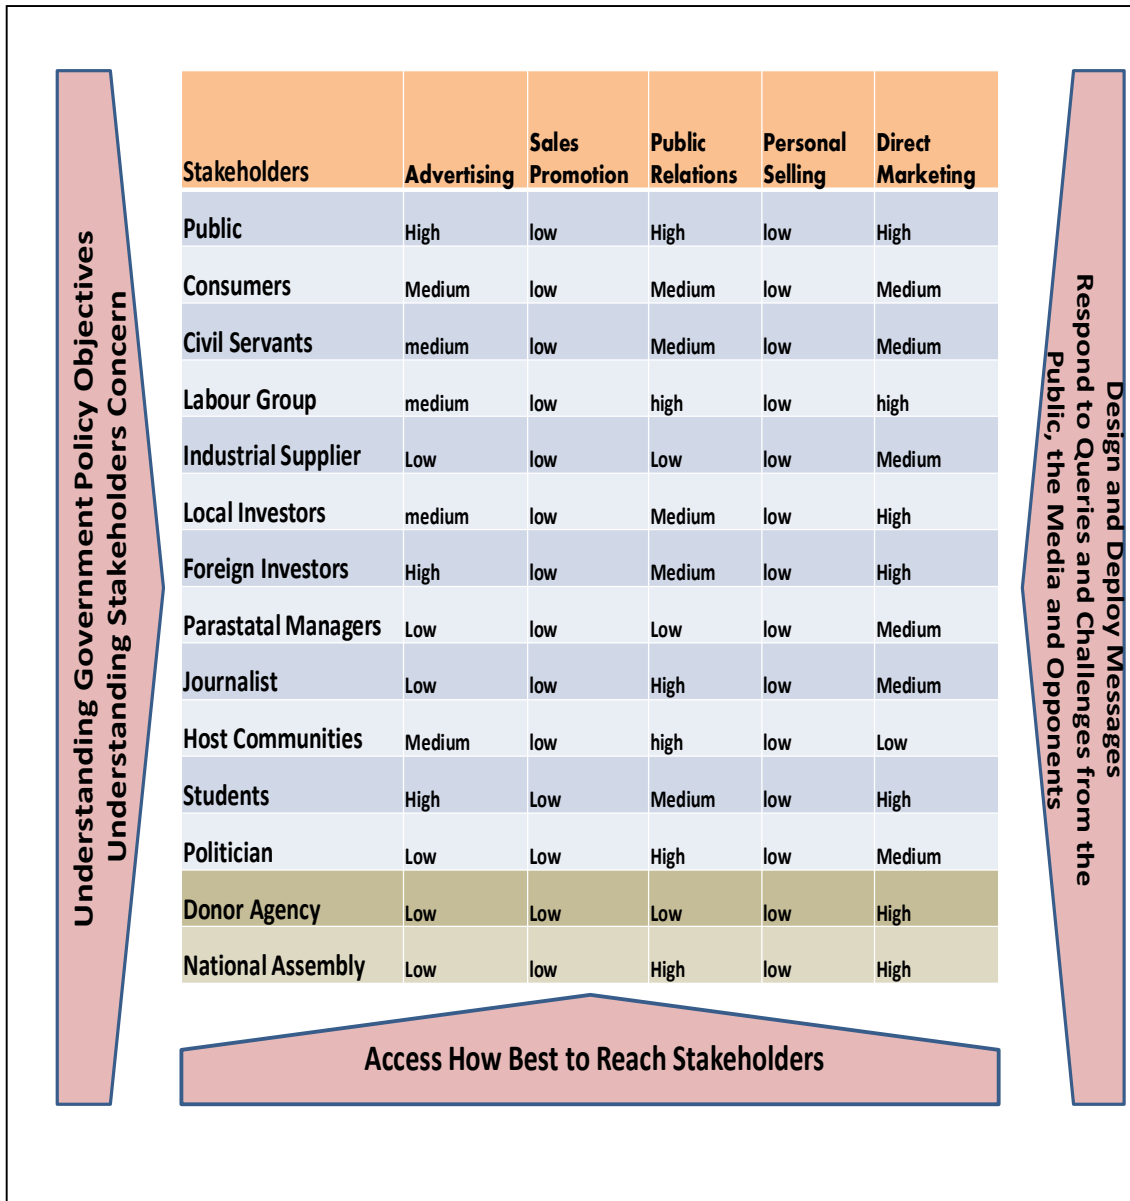 Understanding Government Policy Objectives
Understanding Stakeholders Concern
Stakeholders Advertising Sales Promotion Public Relations Personal Selling Direct Marketing
Public High low High low High
Consumers Medium low Medium low Medium
Civil Servants medium low Medium low Medium
Labour Group medium low high low high
Industrial Supplier Low low Low low Medium
Local Investors medium low Medium low High
Foreign Investors High low Medium low High
Parastatal Managers Low low Low low Medium
Journalist Low low High low Medium
Host Communities Medium low high low Low
Students High Low Medium low High
Politician Low Low High low Medium
Donor Agency Low Low Low low High
National Assembly Low low High low High
Access How Best to Reach Stakeholders
Design and Deploy Messages
Respond to Queries and Challenges from the
Public, the Media and Opponents